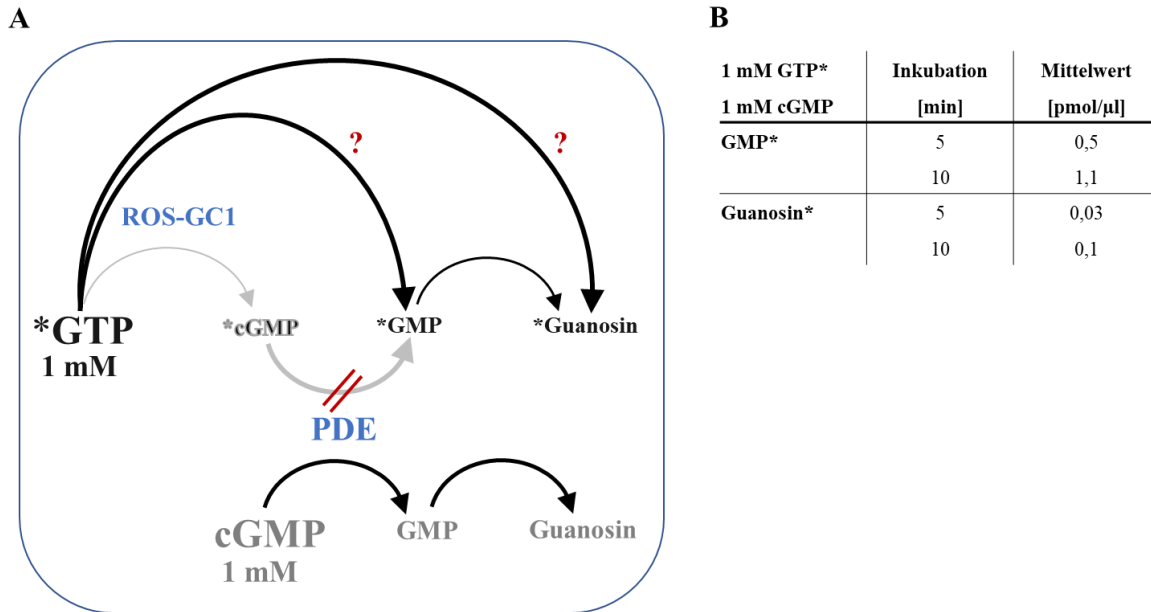 A
?
?
ROS-GC1
*GTP
1 mM
*cGMP
*GMP
*Guanosin
PDE
cGMP
1 mM
GMP
Guanosin
B
1 mM GTP* Inkubation Mittelwert
1 mM cGMP [min] [pmol/µl]
GMP* 5 0,5
10 1,1
Guanosin* 5 0,03
10 0,1